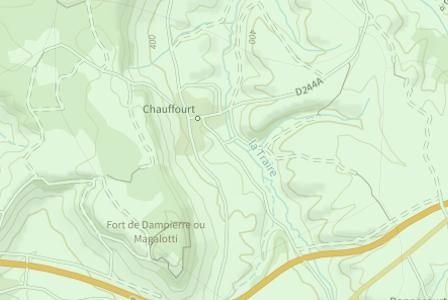 400
400
D244A
Chauffourt
la Traire
Fort de Dampierre ou
Magalotti